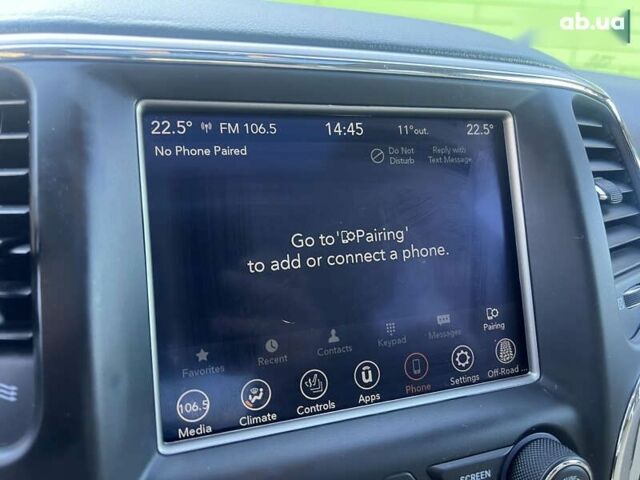 ab.ua
22.5° FM 106.5 14:45 11° out. 22.5°
No Phone Paired
Do Not
Disturb
Reply with
Text Message
Go to 'Pairing'
to add or connect a phone.
Favorites Recent Contacts Keypad Messages Pairing
106.5
Media Climate Controls Apps Phone Settings Off-Road ...
SCREEN